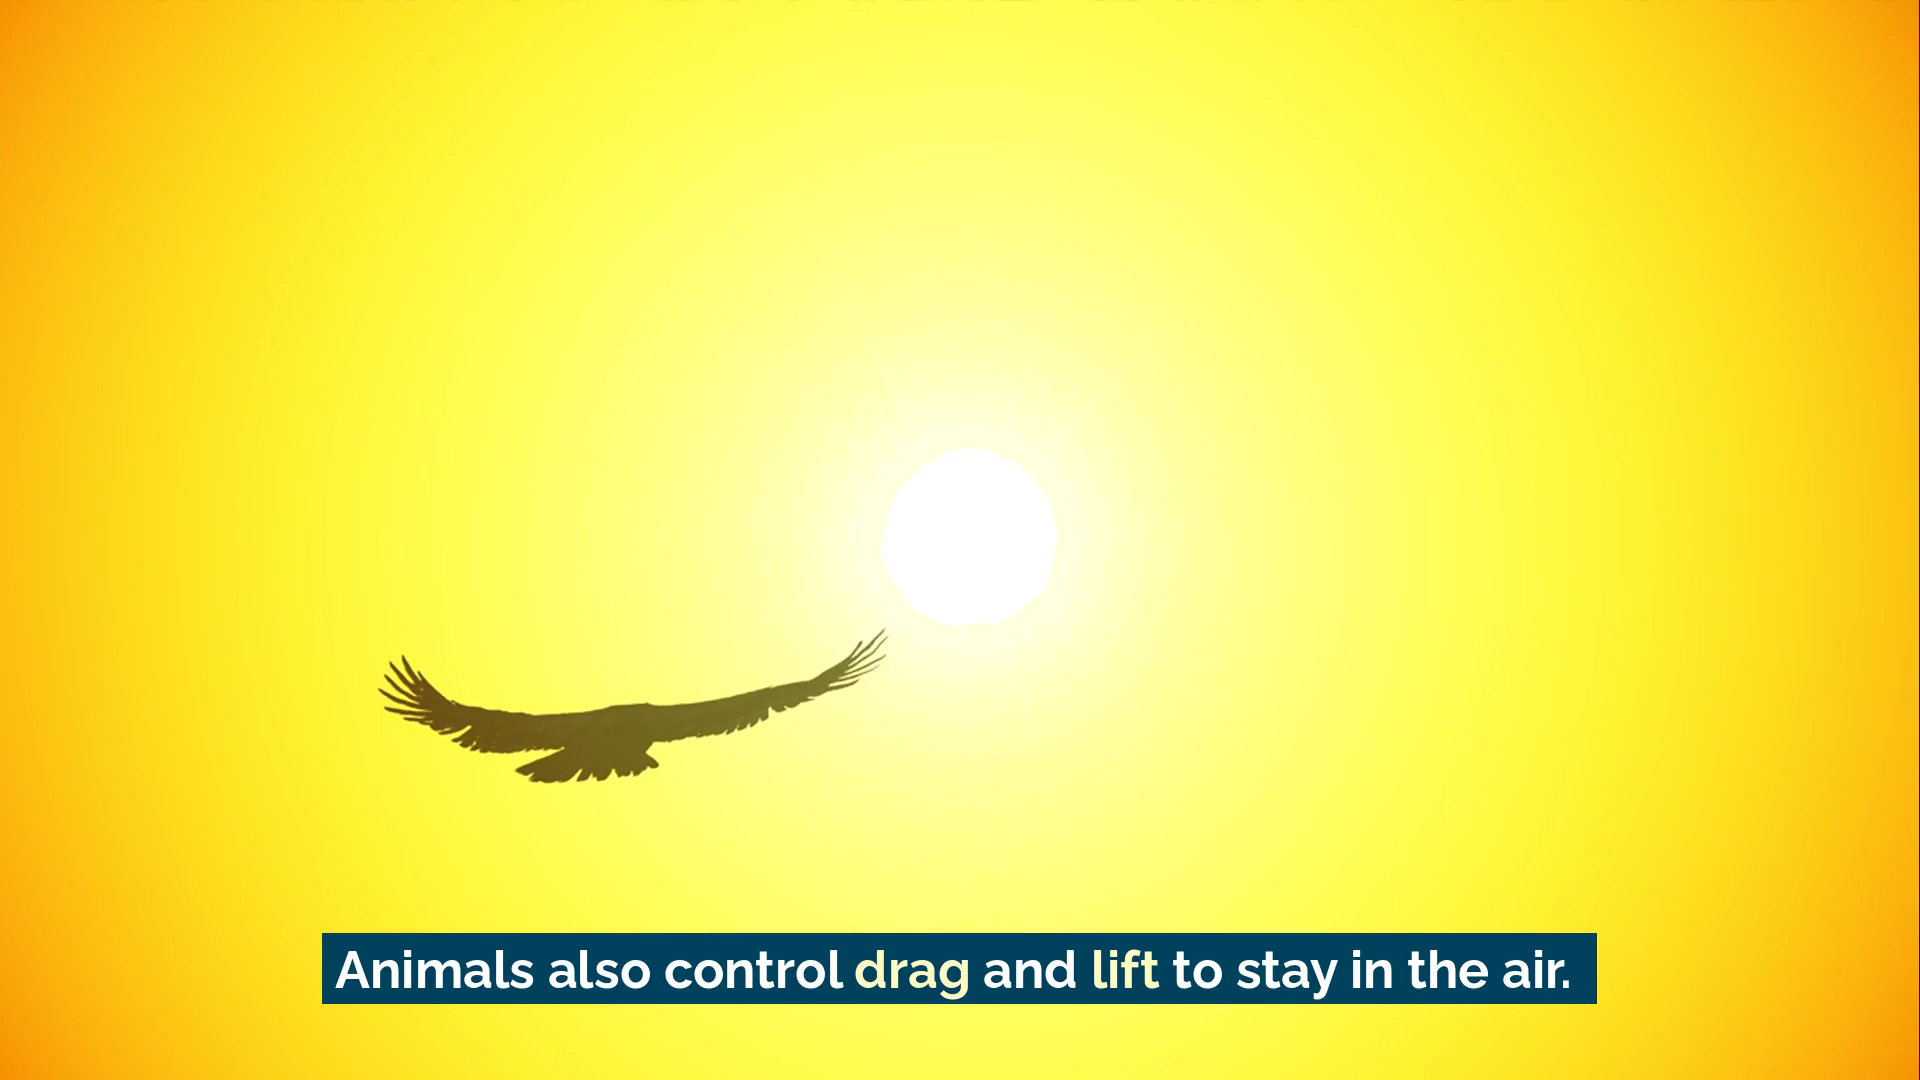 Animals also control drag and lift to stay in the air.